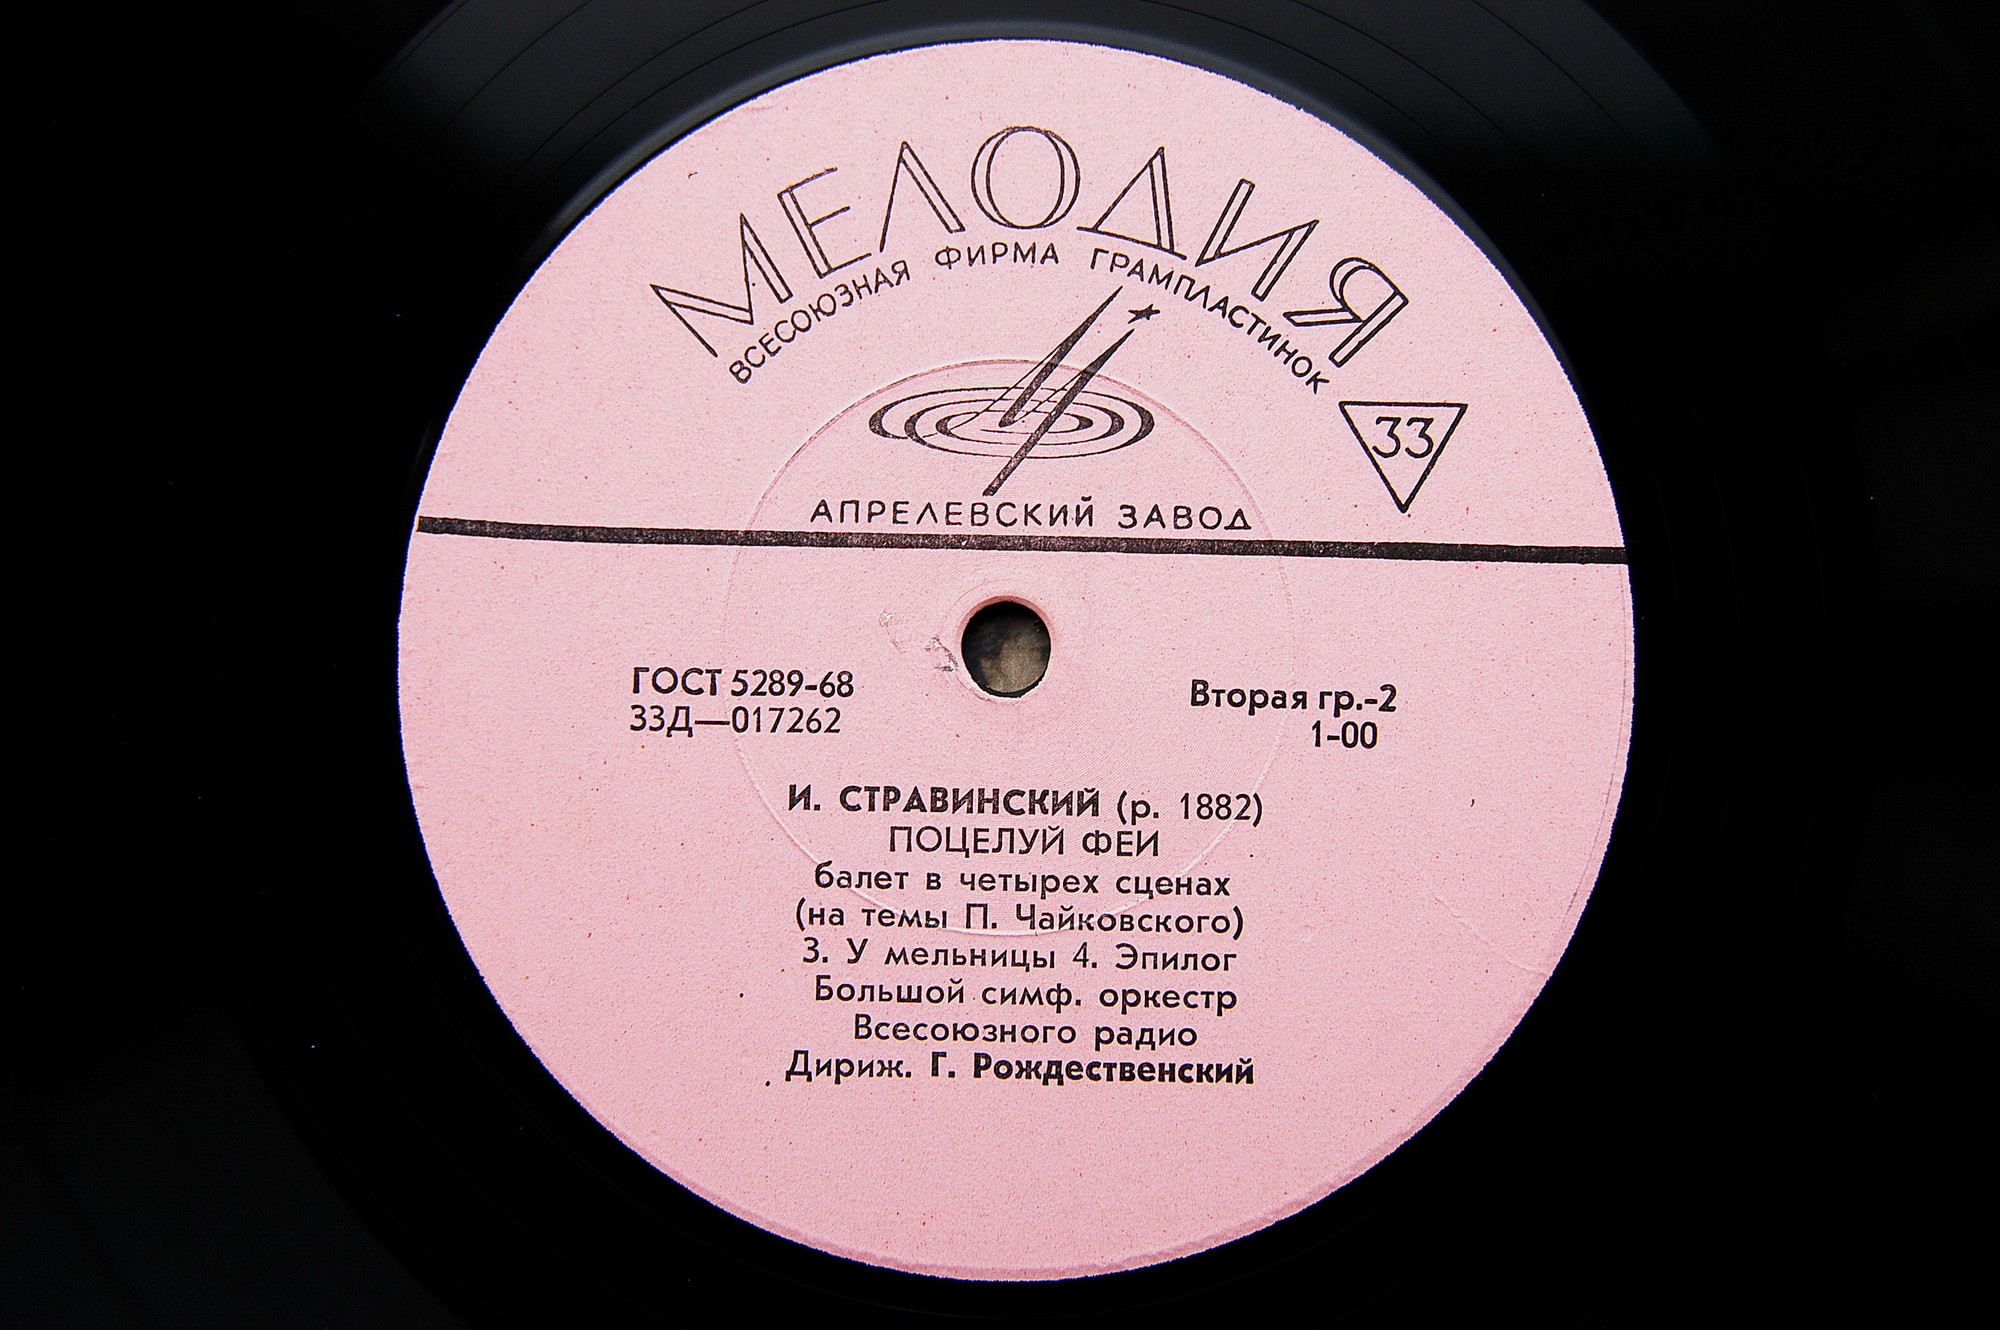 МЕЛОДИЯ
ВСЕСОЮЗНАЯ ФИРМА ГРАМПЛАСТИНОК
33
АПРЕЛЕВСКИЙ ЗАВОД
ГОСТ 5289-68
33Д—017262
Вторая гр.-2
1-00
И. СТРАВИНСКИЙ (р. 1882)
ПОЦЕЛУЙ ФЕИ
балет в четырех сценах
(на темы П. Чайковского)
3. У мельницы 4. Эпилог
Большой симф. оркестр
Всесоюзного радио
Дириж. Г. Рождественский